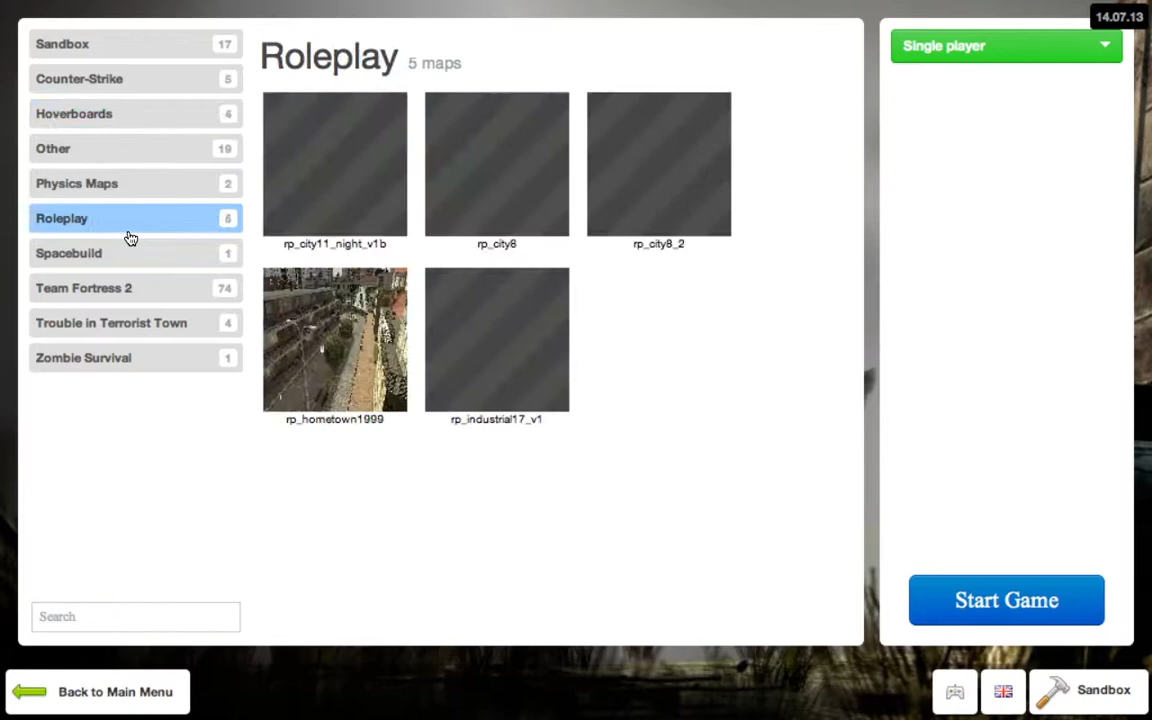 14.07.13
Sandbox 17
Counter-Strike 5
Hoverboards 4
Other 19
Physics Maps 2
Roleplay 5
Spacebuild 1
Team Fortress 2 74
Trouble in Terrorist Town 4
Zombie Survival 1
Search
Roleplay 5 maps
rp_city11_night_v1b
rp_city8
rp_city8_2
rp_hometown1999
rp_industrial17_v1
Single player
Start Game
Back to Main Menu
Sandbox